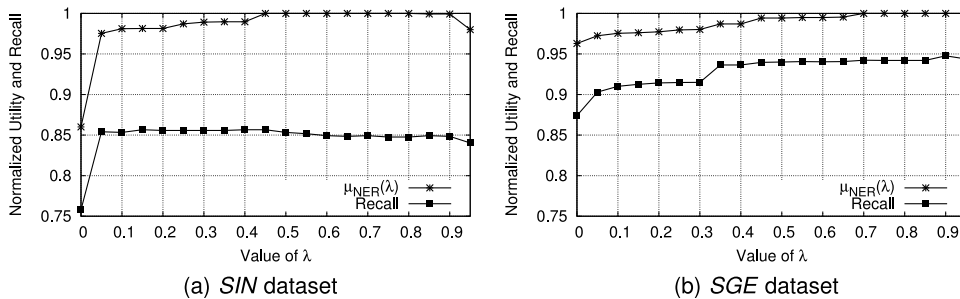 Normalized Utility and Recall
1
0.95
0.9
0.85
0.8
0.75
μNER(λ)
Recall
0 0.1 0.2 0.3 0.4 0.5 0.6 0.7 0.8 0.9
Value of λ
(a) SIN dataset
Normalized Utility and Recall
1
0.95
0.9
0.85
0.8
0.75
μNER(λ)
Recall
0 0.1 0.2 0.3 0.4 0.5 0.6 0.7 0.8 0.9
Value of λ
(b) SGE dataset